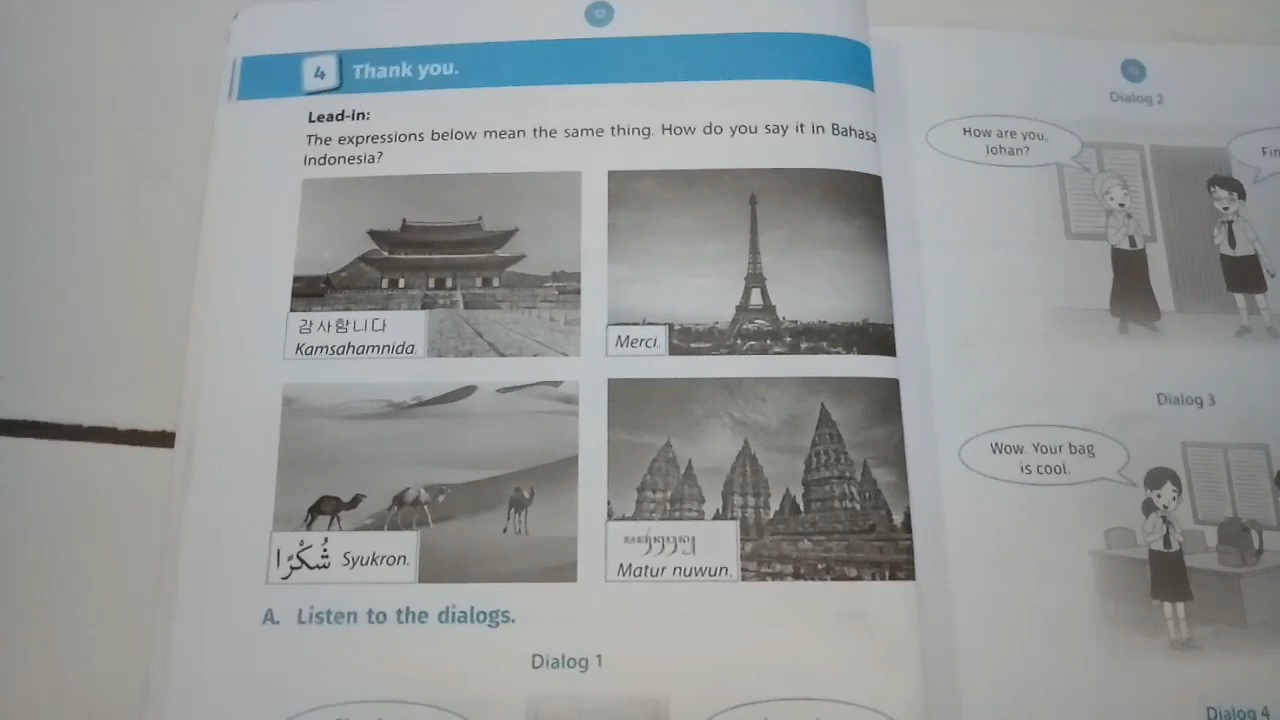 4 Thank you.
Lead-in:
The expressions below mean the same thing. How do you say it in Bahasa
Indonesia?
감사합니다
Kamsahamnida.
Merci.
شُكْرًا Syukron.
Matur nuwun.
A. Listen to the dialogs.
Dialog 1
Dialog 2
How are you,
Johan?
Dialog 3
Wow. Your bag
is cool.
Dialog 4